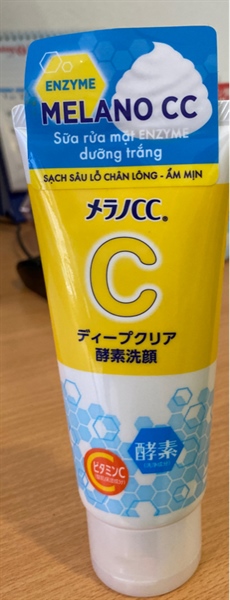 ENZYME
MELANO CC
Sữa rửa mặt ENZYME
dưỡng trắng
SẠCH SÂU LỖ CHÂN LÔNG - ẨM MỊN
メラノCC®
C
ディープクリア
酵素洗顔
酵素
ビタミンC
C